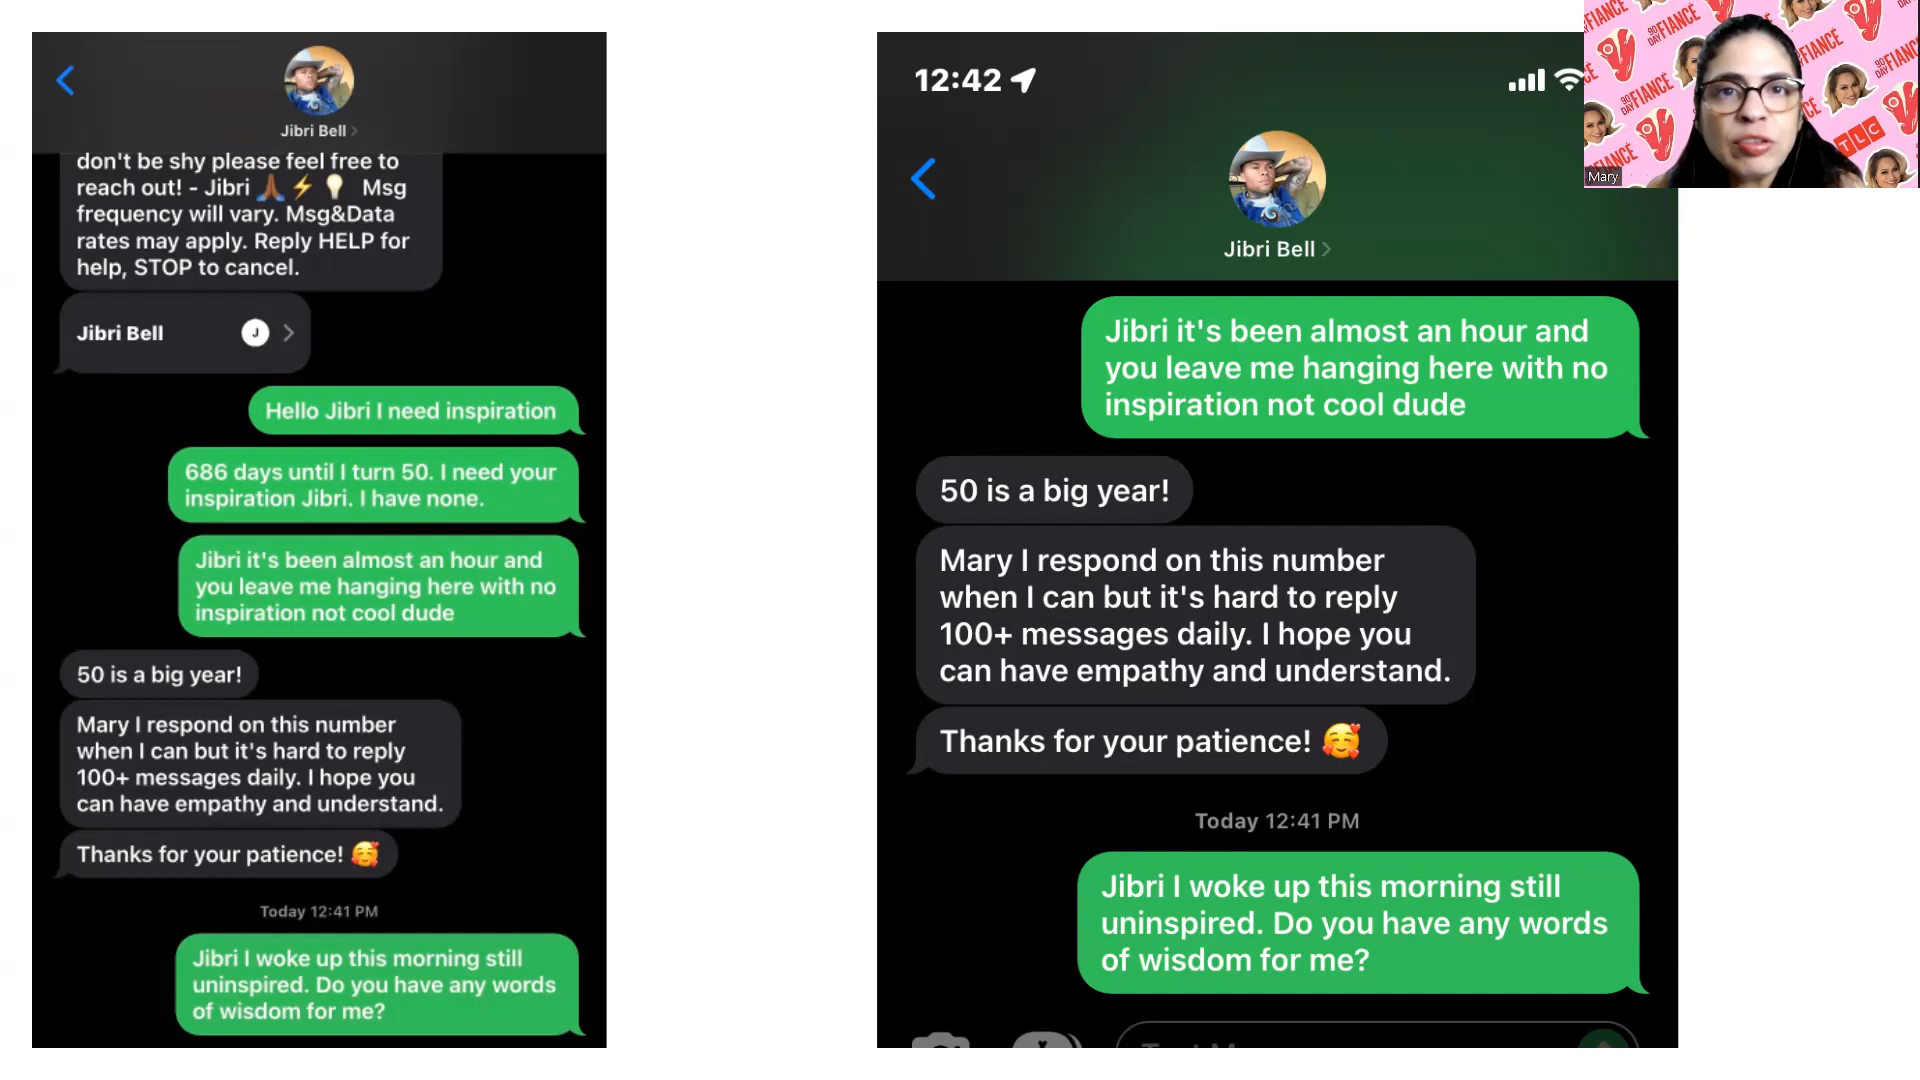 Jibri Bell
don't be shy please feel free to
reach out! - Jibri 🙏🏾⚡💡 Msg
frequency will vary. Msg&Data
rates may apply. Reply HELP for
help, STOP to cancel.
Jibri Bell
J
Hello Jibri I need inspiration
686 days until I turn 50. I need your
inspiration Jibri. I have none.
Jibri it's been almost an hour and
you leave me hanging here with no
inspiration not cool dude
50 is a big year!
Mary I respond on this number
when I can but it's hard to reply
100+ messages daily. I hope you
can have empathy and understand.
Thanks for your patience! 🥰
Today 12:41 PM
Jibri I woke up this morning still
uninspired. Do you have any words
of wisdom for me?
12:42
Jibri Bell
Jibri it's been almost an hour and
you leave me hanging here with no
inspiration not cool dude
50 is a big year!
Mary I respond on this number
when I can but it's hard to reply
100+ messages daily. I hope you
can have empathy and understand.
Thanks for your patience! 🥰
Today 12:41 PM
Jibri I woke up this morning still
uninspired. Do you have any words
of wisdom for me?
90 DAY FIANCÉ
TLC
Mary